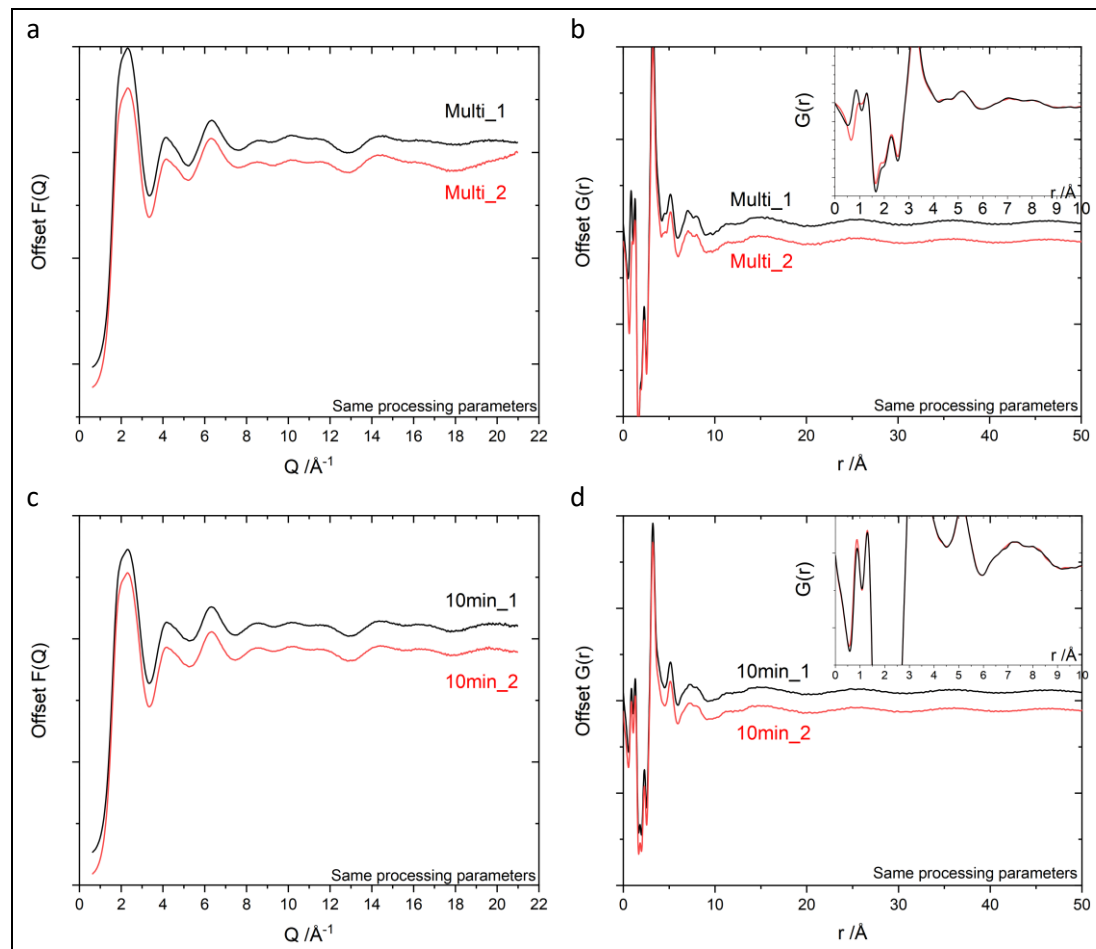 a
Offset F(Q)
Multi_1
Multi_2
Same processing parameters
0 2 4 6 8 10 12 14 16 18 20 22
Q /Å⁻¹
b
Offset G(r)
G(r)
r /Å
0 1 2 3 4 5 6 7 8 9 10
Multi_1
Multi_2
Same processing parameters
0 10 20 30 40 50
r /Å
c
Offset F(Q)
10min_1
10min_2
Same processing parameters
0 2 4 6 8 10 12 14 16 18 20 22
Q /Å⁻¹
d
Offset G(r)
G(r)
r /Å
0 1 2 3 4 5 6 7 8 9 10
10min_1
10min_2
Same processing parameters
0 10 20 30 40 50
r /Å